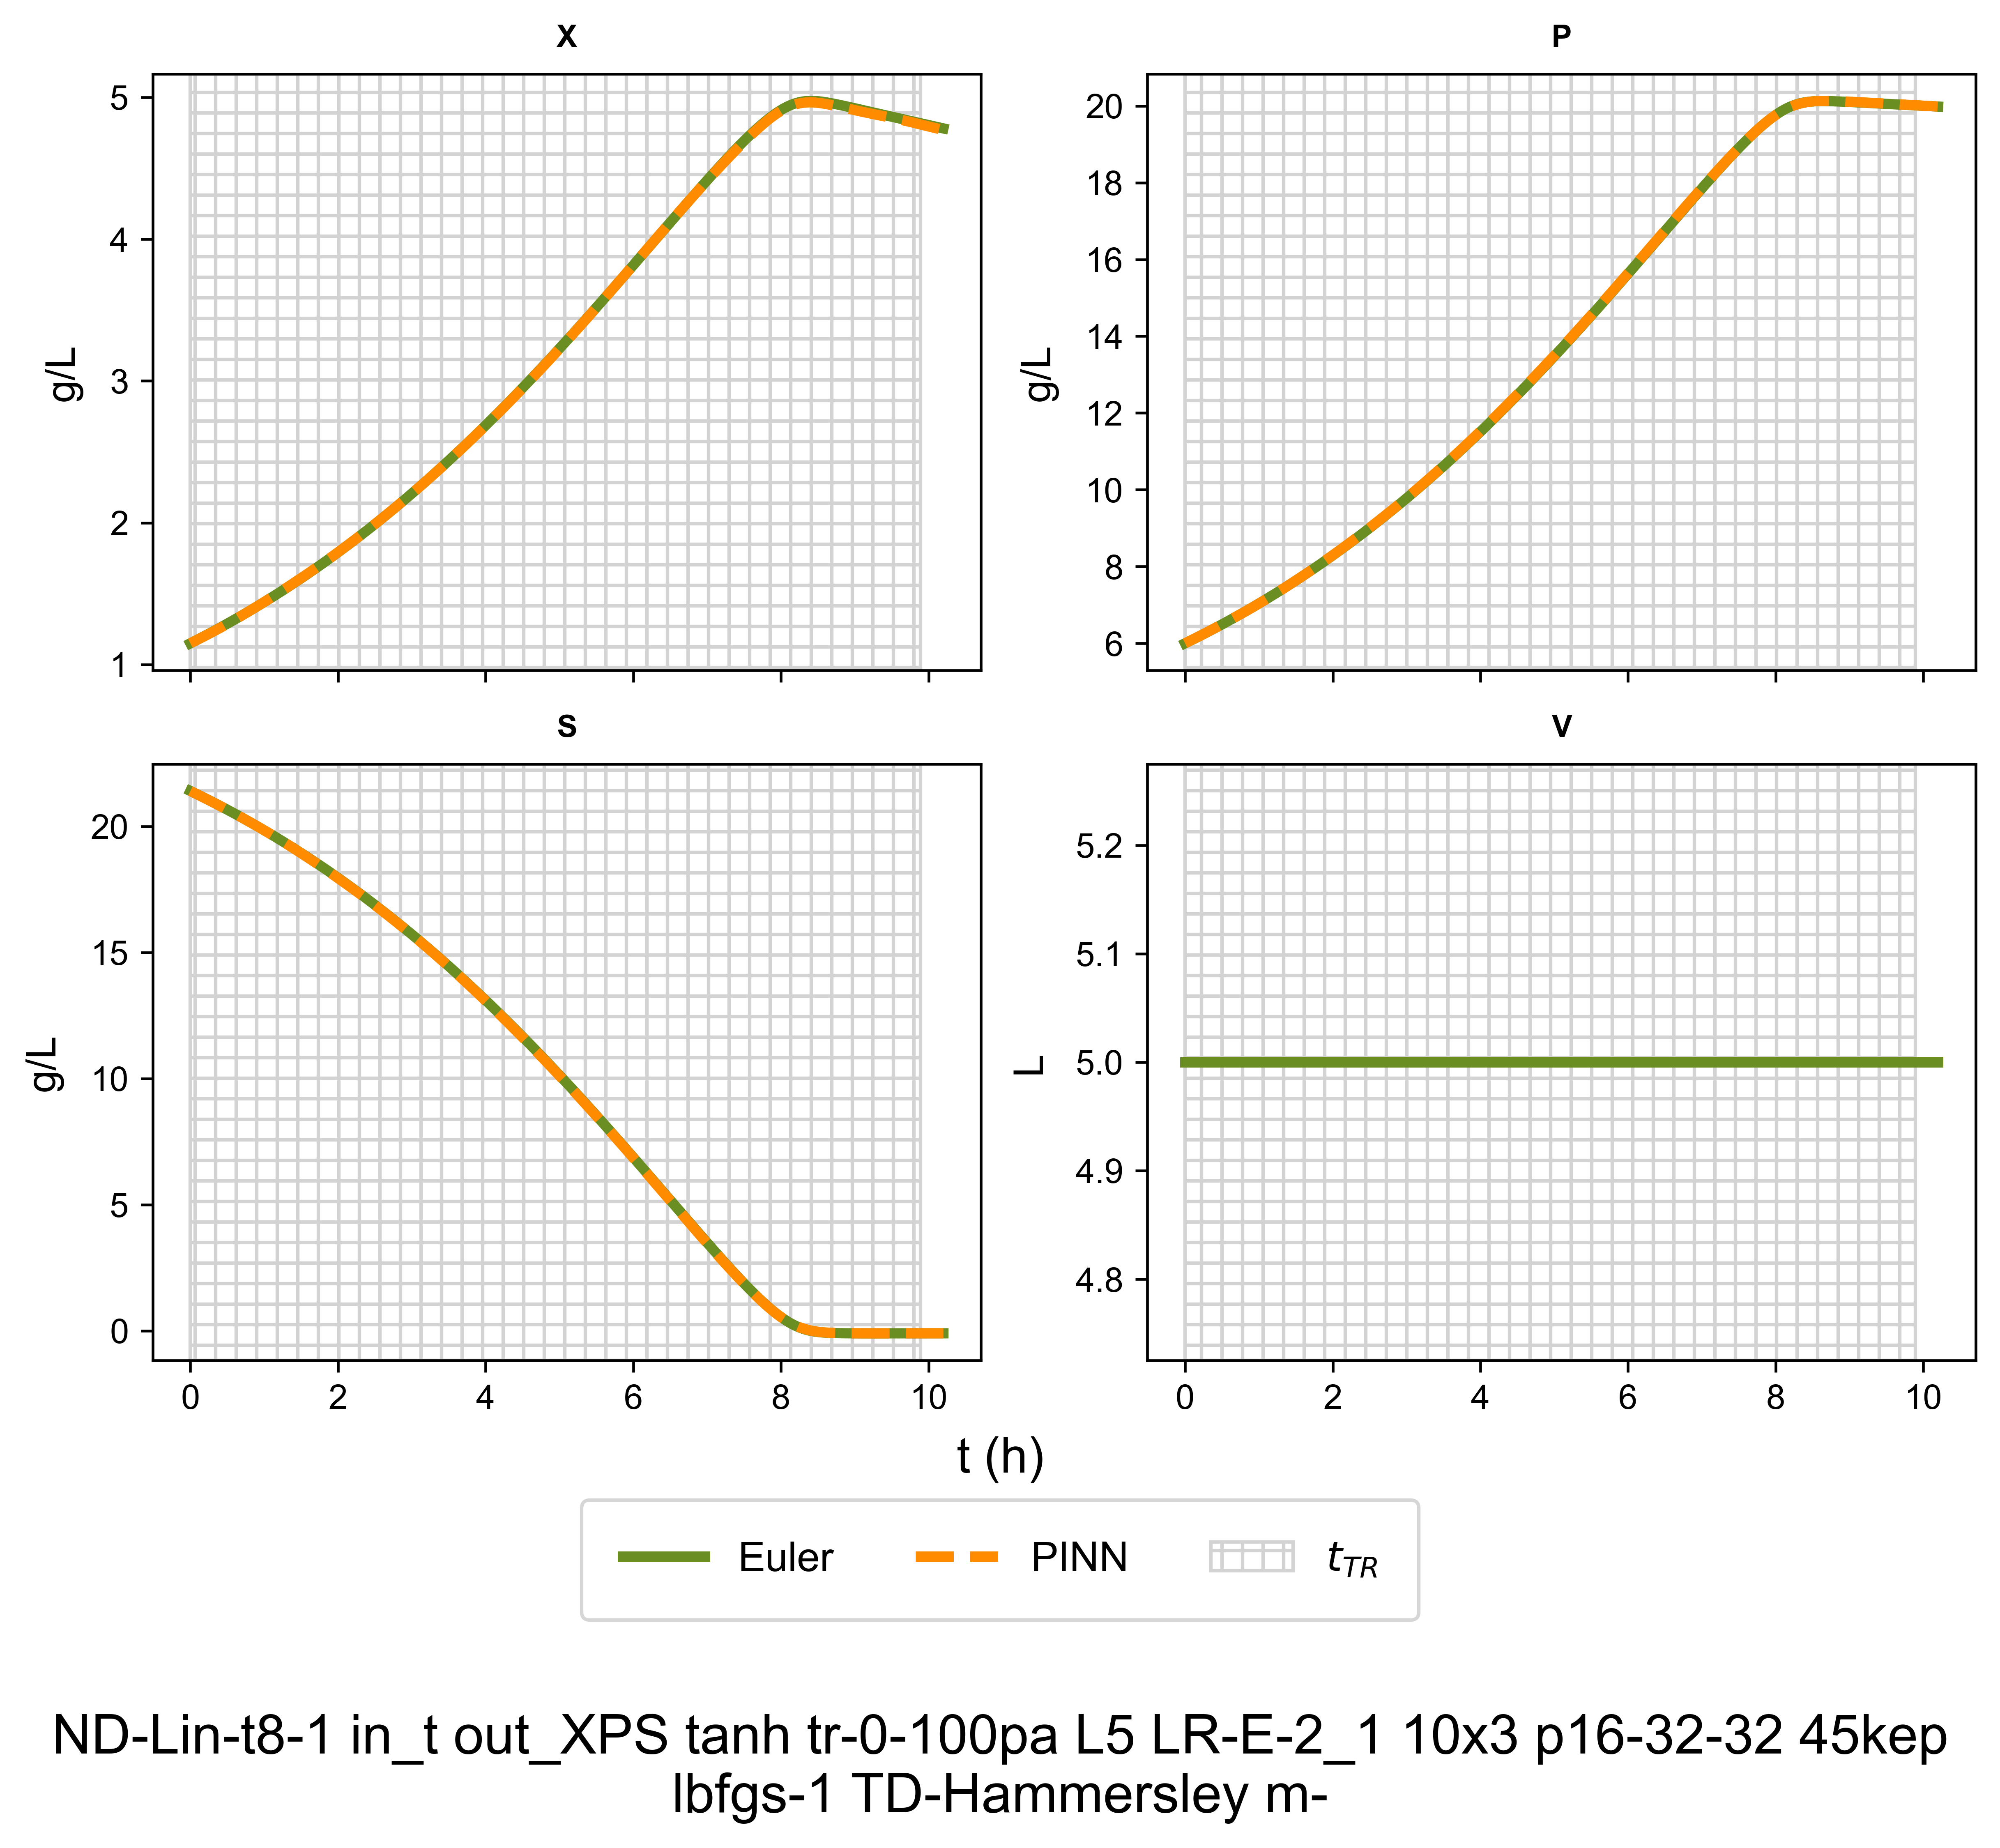 X
P
5
4
3
2
1
g/L
20
18
16
14
12
10
8
6
g/L
S
V
20
15
10
5
0
g/L
5.2
5.1
5.0
4.9
4.8
L
0 2 4 6 8 10
0 2 4 6 8 10
t (h)
Euler PINN t_TR
ND-Lin-t8-1 in_t out_XPS tanh tr-0-100pa L5 LR-E-2_1 10x3 p16-32-32 45kep
lbfgs-1 TD-Hammersley m-